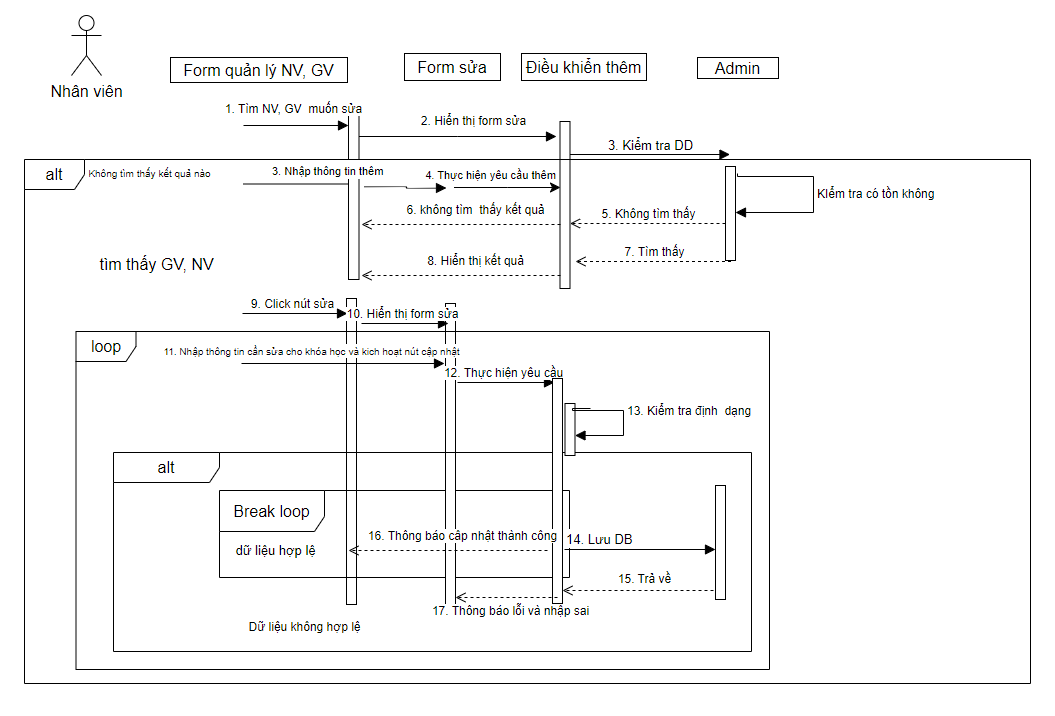 Nhân viên
Form quản lý NV, GV
Form sửa
Điều khiển thêm
Admin
1. Tìm NV, GV muốn sửa
2. Hiển thị form sửa
3. Kiểm tra DD
alt
Không tìm thấy kết quả nào
3. Nhập thông tin thêm
4. Thực hiện yêu cầu thêm
KIểm tra có tồn không
6. không tìm thấy kết quả
5. Không tìm thấy
7. Tìm thấy
8. Hiển thị kết quả
tìm thấy GV, NV
9. Click nút sửa
10. Hiển thị form sửa
loop
11. Nhập thông tin cần sửa cho khóa học và kich hoạt nút cập nhật
12. Thực hiện yêu cầu
13. Kiểm tra định dạng
alt
Break loop
16. Thông báo cập nhật thành công
14. Lưu DB
dữ liệu hợp lệ
15. Trả về
17. Thông báo lỗi và nhập sai
Dữ liệu không hợp lệ